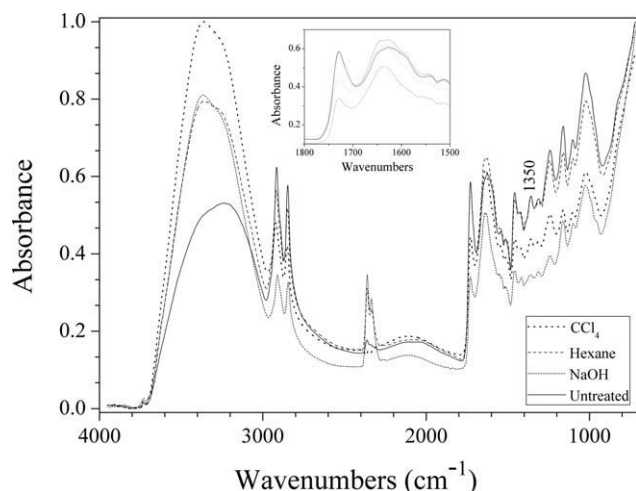 1.0
0.8
0.6
0.4
0.2
0.0
Absorbance
4000 3000 2000 1000
Wavenumbers (cm⁻¹)
0.6
0.4
0.2
Absorbance
1800 1700 1600 1500
Wavenumbers
1350
CCl₄
Hexane
NaOH
Untreated